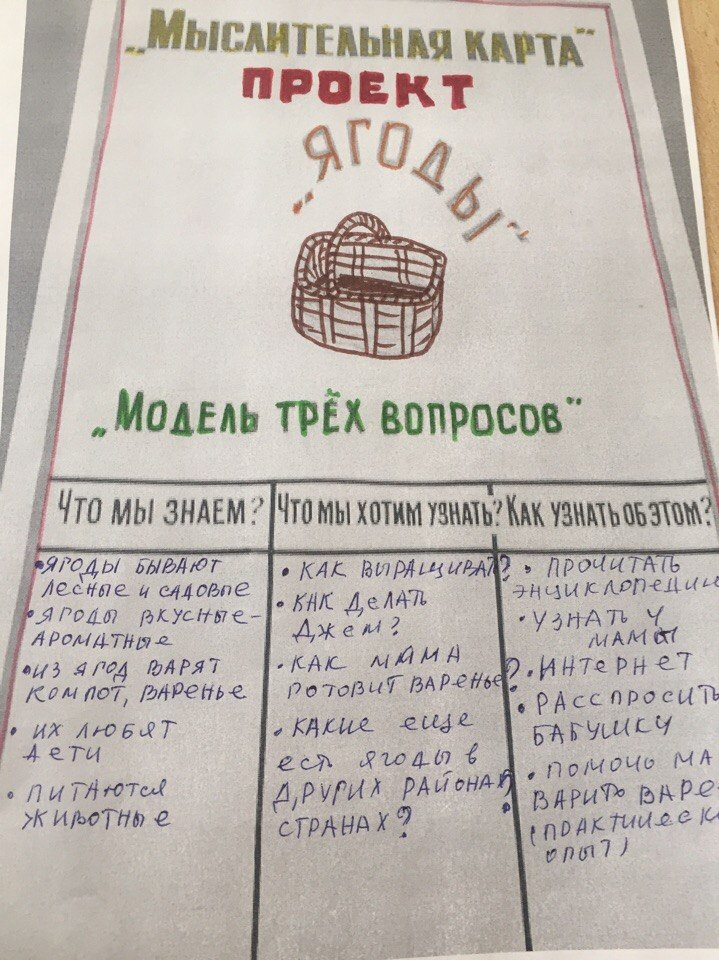 „Мыслительная карта"
ПРОЕКТ
„ЯГОДЫ"
„Модель трёх вопросов"
Что мы знаем?
• ягоды бывают
лесные и садовые
• ягоды вкусные-
ароматные
• из ягод варят
компот, варенье
• их любят
дети
• питаются
животные
Что мы хотим узнать?
• как выращивать?
• как делать
джем?
• как мама
готовит варенье?
• какие еще
есть ягоды в
других районах,
странах?
Как узнать об этом?
• прочитать
энциклопедии
• узнать у
мамы
• интернет
• расспросить
бабушку
• помочь ма
варить варе
(практическ
опыт)